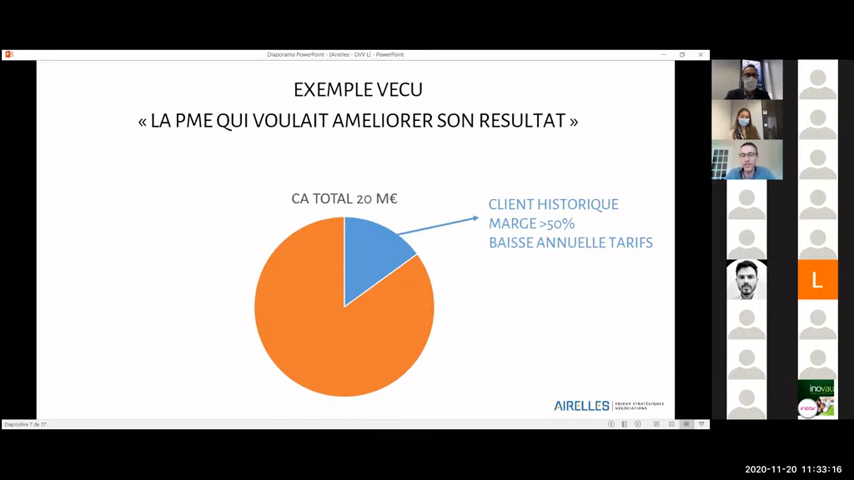 Diaporama PowerPoint - [Airelles - OVV L] - PowerPoint
EXEMPLE VECU
« LA PME QUI VOULAIT AMELIORER SON RESULTAT »
CA TOTAL 20 M€
CLIENT HISTORIQUE
MARGE >50%
BAISSE ANNUELLE TARIFS
L
inovali
AIRELLES
ENJEUX STRATÉGIQUES
NÉGOCIATIONS
Diapositive 7 de 17
2020-11-20 11:33:16